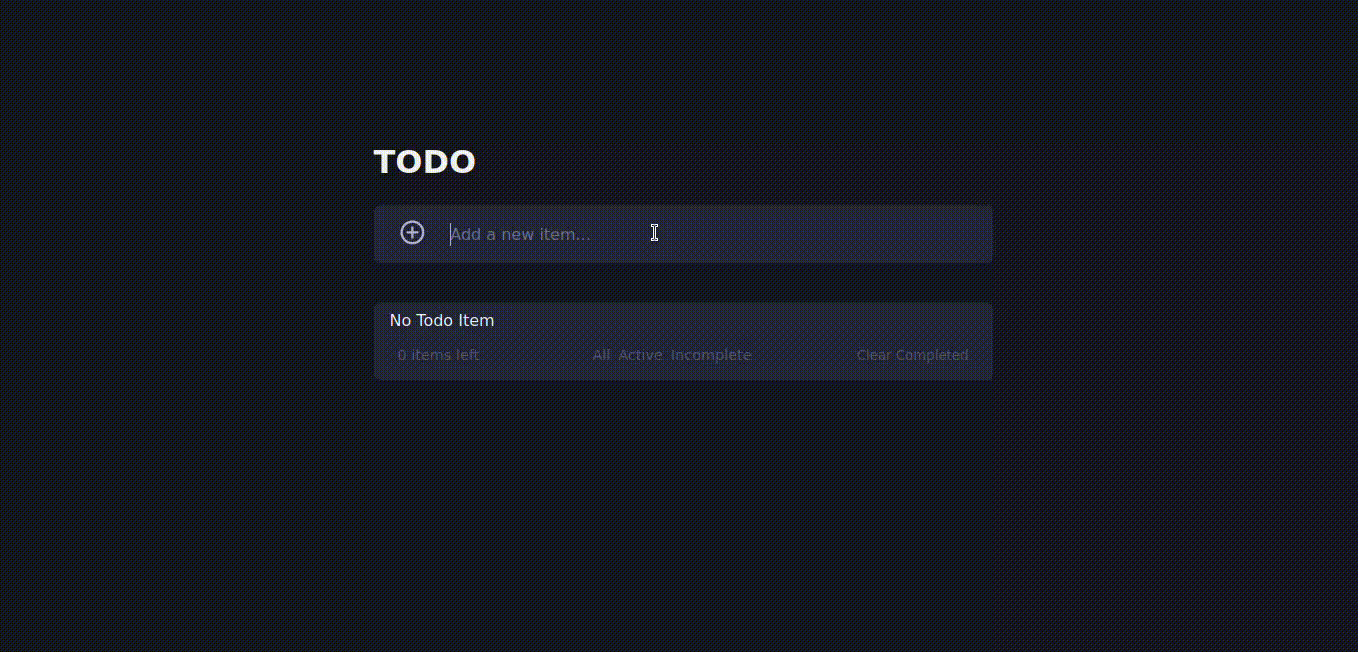 TODO
Add a new item...
No Todo Item
0 items left All Active Incomplete Clear Completed